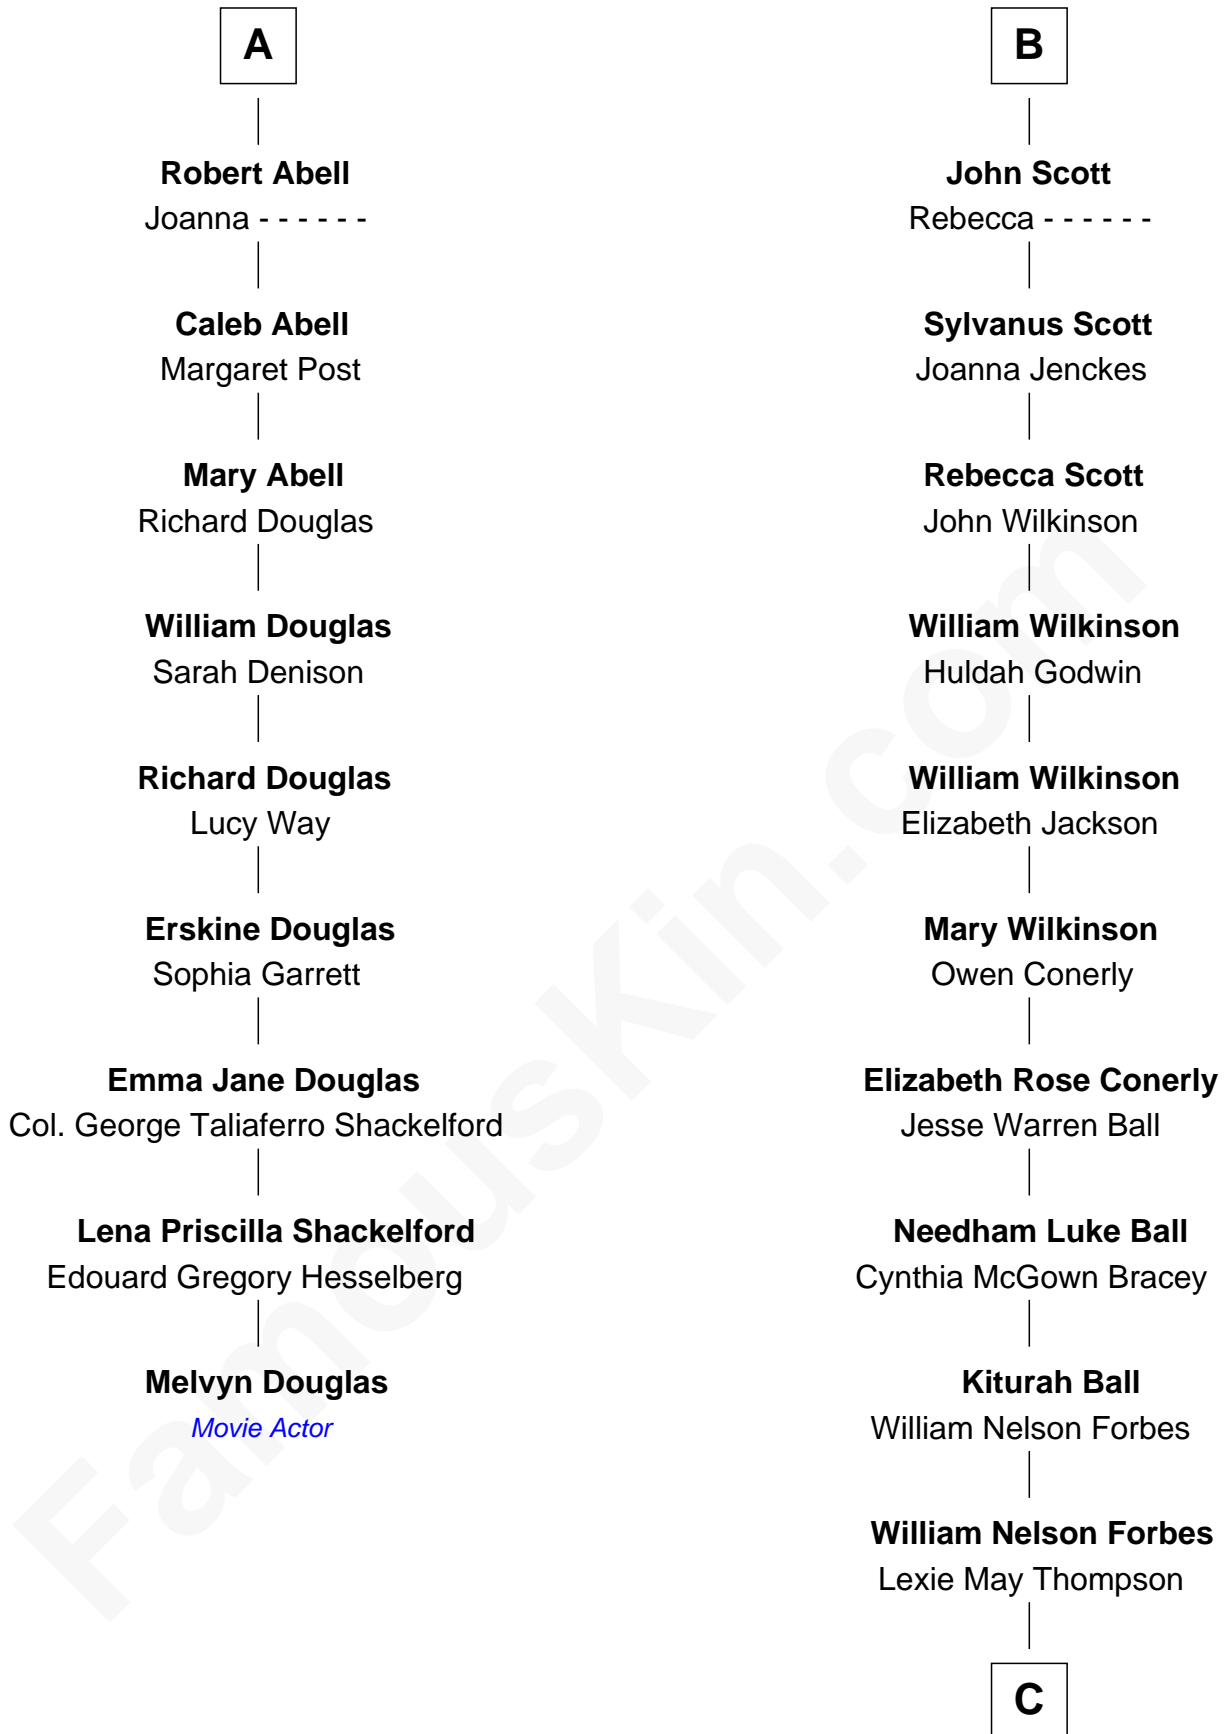 A
Robert Abell
Joanna - - - - - -
Caleb Abell
Margaret Post
Mary Abell
Richard Douglas
William Douglas
Sarah Denison
Richard Douglas
Lucy Way
Erskine Douglas
Sophia Garrett
Emma Jane Douglas
Col. George Taliaferro Shackelford
Lena Priscilla Shackelford
Edouard Gregory Hesselberg
Melvyn Douglas
Movie Actor
B
John Scott
Rebecca - - - - - -
Sylvanus Scott
Joanna Jenckes
Rebecca Scott
John Wilkinson
William Wilkinson
Huldah Godwin
William Wilkinson
Elizabeth Jackson
Mary Wilkinson
Owen Conerly
Elizabeth Rose Conerly
Jesse Warren Ball
Needham Luke Ball
Cynthia McGown Bracey
Kiturah Ball
William Nelson Forbes
William Nelson Forbes
Lexie May Thompson
C
FamousKin.com